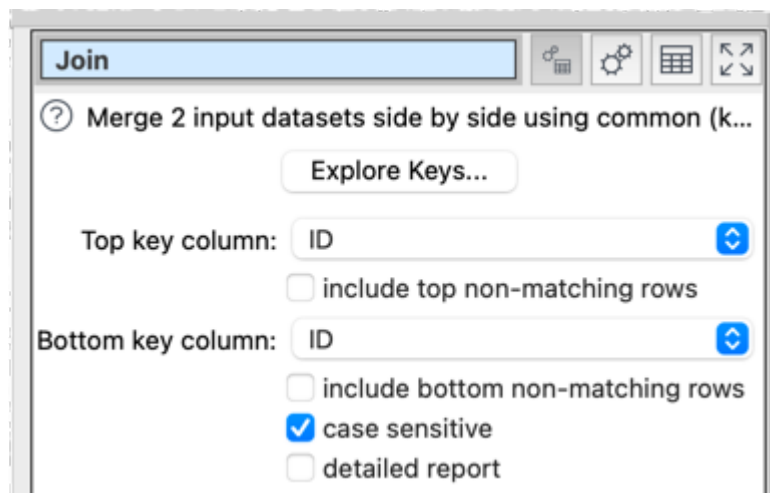 Join
? Merge 2 input datasets side by side using common (k...
Explore Keys...
Top key column: ID
include top non-matching rows
Bottom key column: ID
include bottom non-matching rows
case sensitive
detailed report